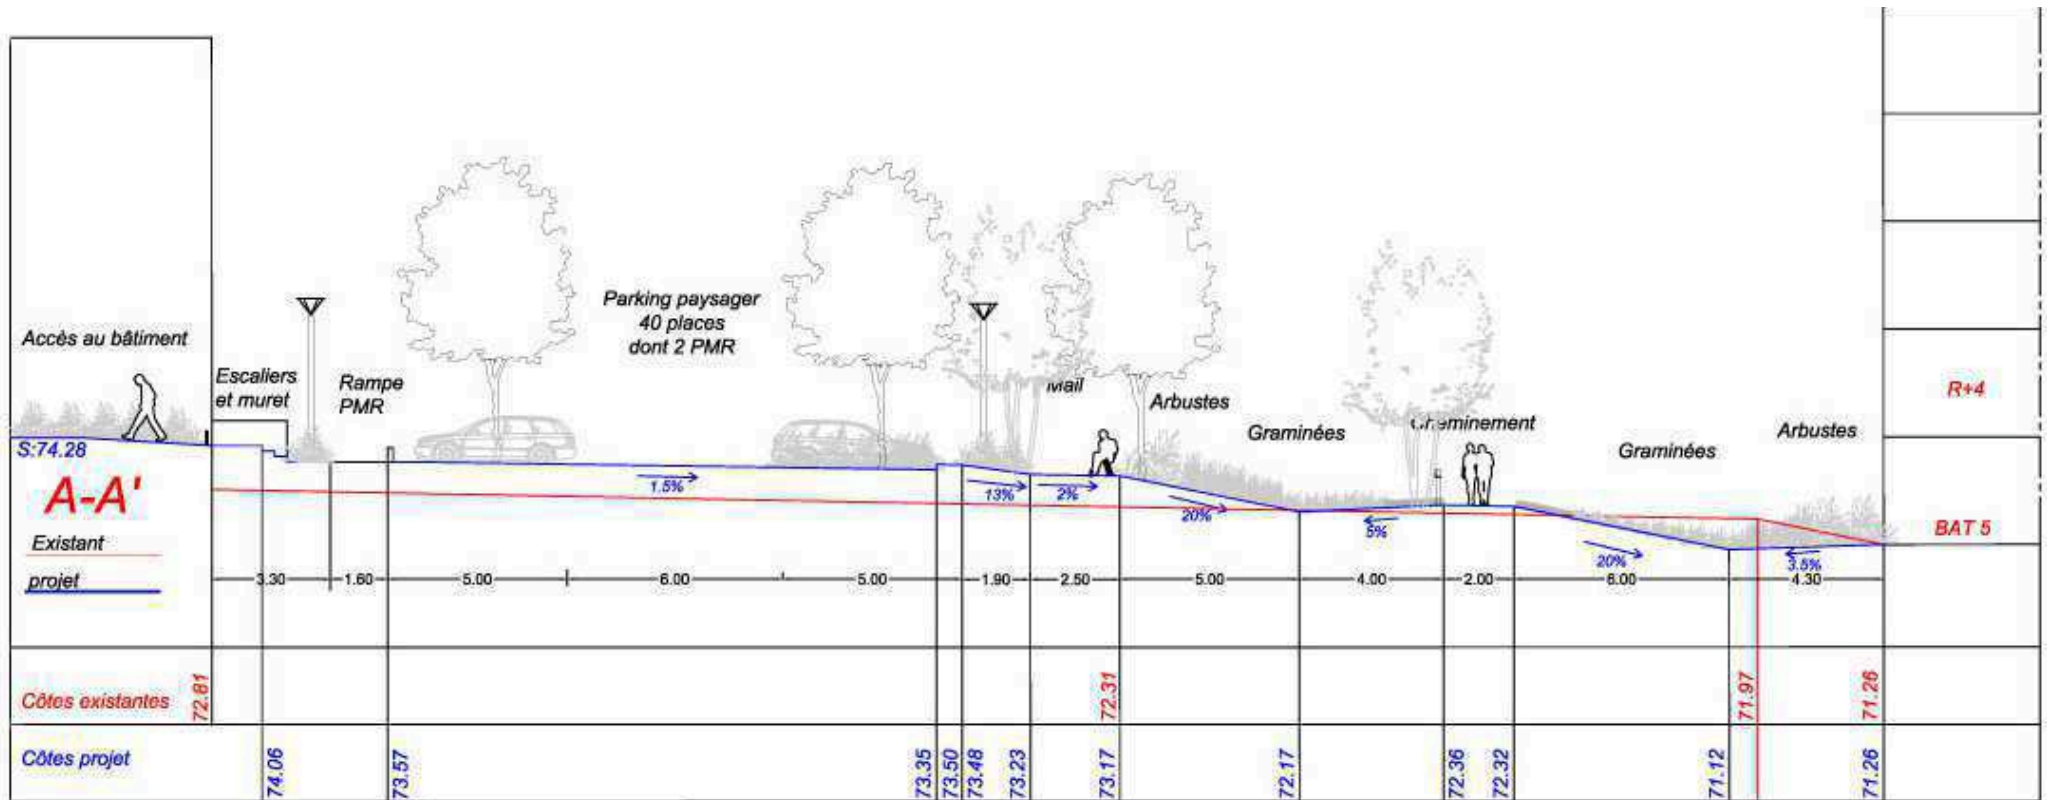 Accès au bâtiment
Escaliers
et muret
Rampe
PMR
Parking paysager
40 places
dont 2 PMR
Mail
Arbustes
Graminées
Cheminement
Graminées
Arbustes
R+4
BAT 5
S:74.28
A-A'
Existant
projet
1.5%
13%
2%
20%
5%
20%
3.5%
3.30
1.60
5.00
6.00
5.00
1.90
2.50
5.00
4.00
2.00
6.00
4.30
Côtes existantes
72.81
72.31
71.97
71.26
Côtes projet
74.06
73.57
73.35
73.50
73.48
73.23
73.17
72.17
72.36
72.32
71.12
71.26